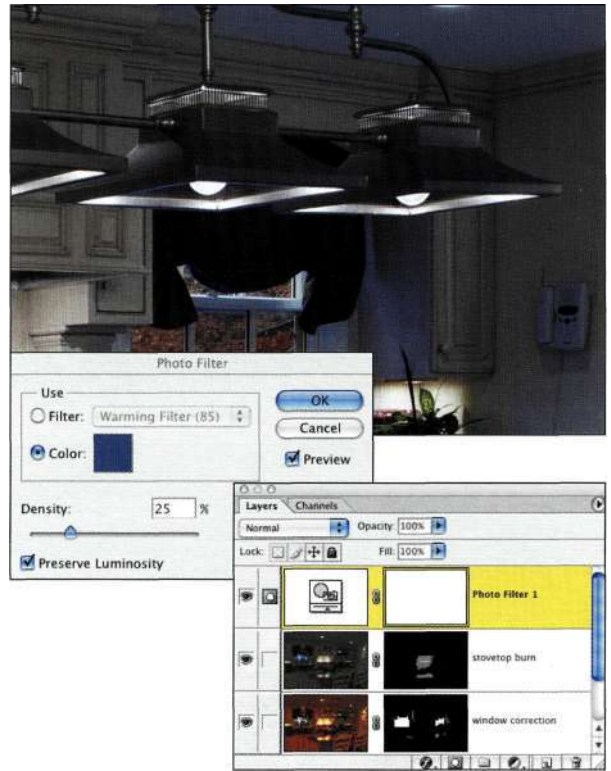 Photo Filter
Use
Filter: Warming Filter (85)
OK
Color:
Cancel
Preview
Density: 25 %
Preserve Luminosity
Layers Channels
Normal Opacity: 100%
Lock: Fill: 100%
Photo Filter 1
stovetop burn
window correction